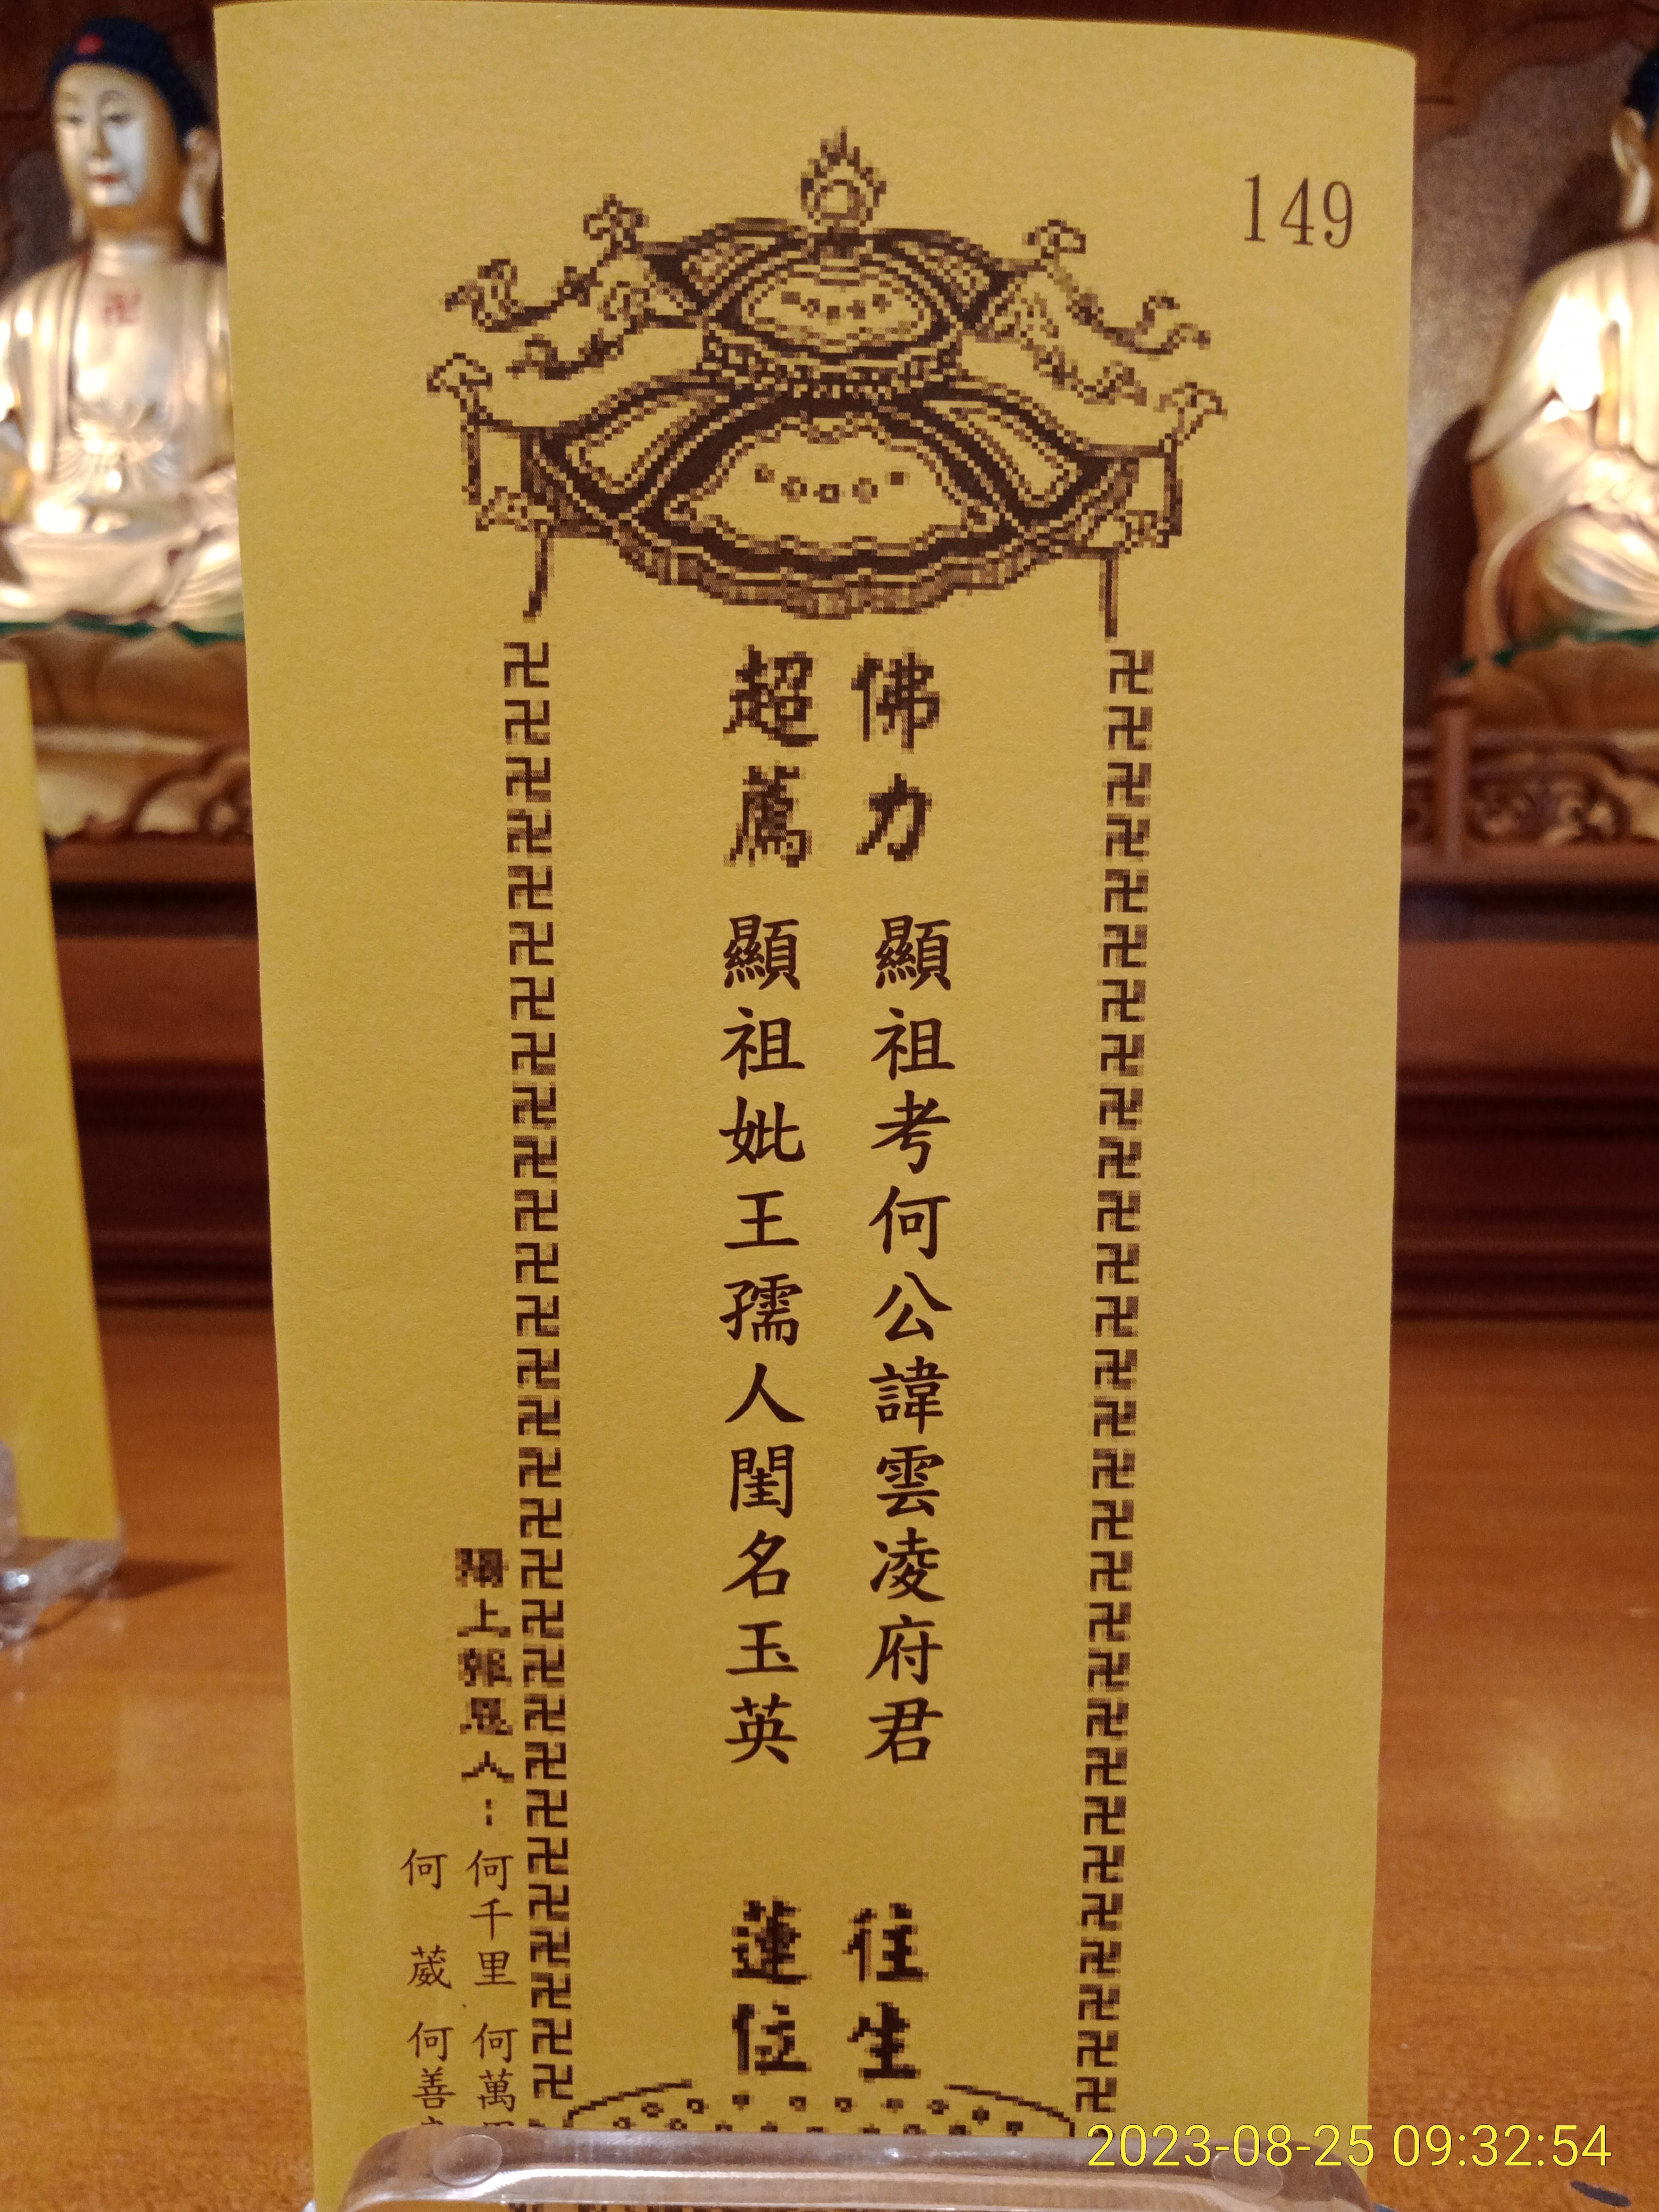 149
佛力 顯祖考何公諱雲凌府君 往生
超薦 顯祖妣王孺人閨名玉英 蓮位
陽上報恩人：何千里 何萬
何 葳 何善
2023-08-25 09:32:54